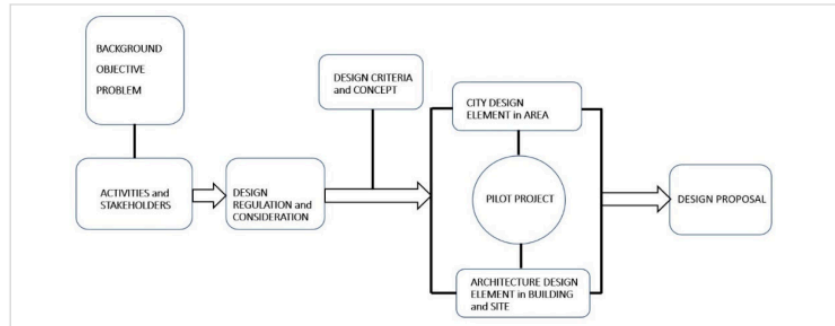 BACKGROUND
OBJECTIVE
PROBLEM
ACTIVITIES and
STAKEHOLDERS
DESIGN
REGULATION and
CONSIDERATION
DESIGN CRITERIA
and CONCEPT
CITY DESIGN
ELEMENT in AREA
PILOT PROJECT
ARCHITECTURE DESIGN
ELEMENT in BUILDING
and SITE
DESIGN PROPOSAL